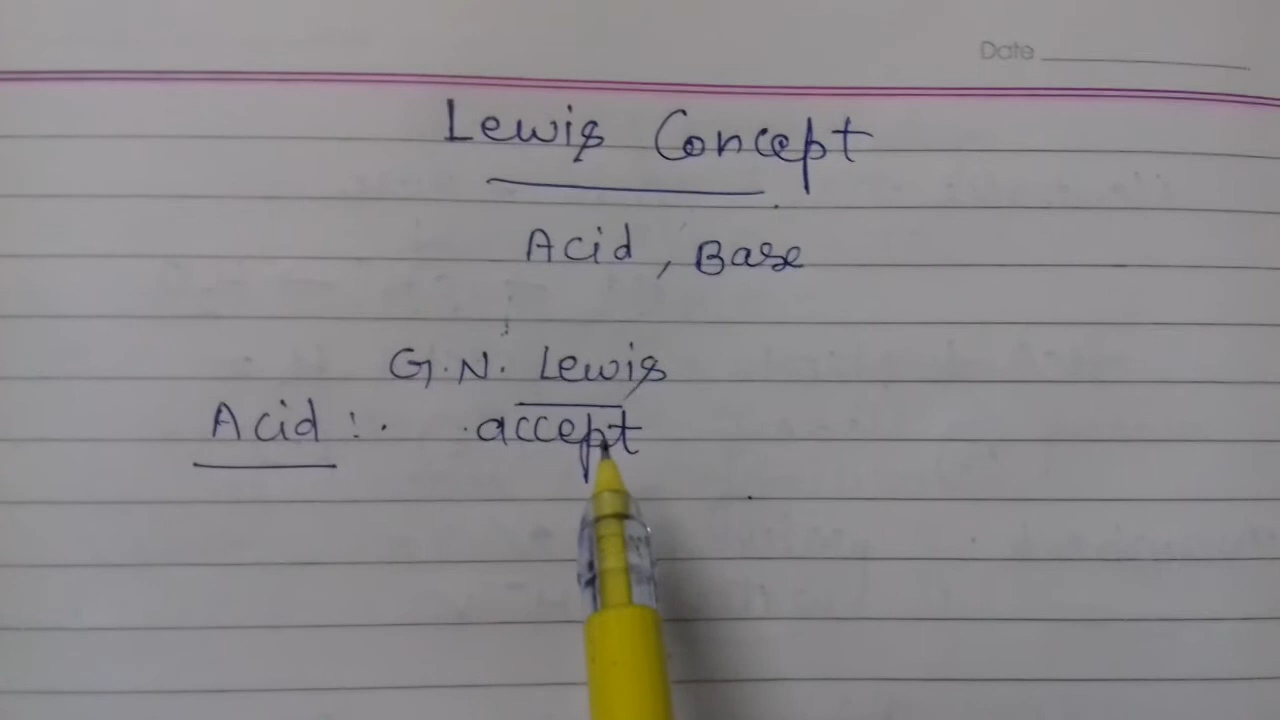 Date
Lewis Concept
Acid, Base
G.N. Lewis
Acid :. .accept